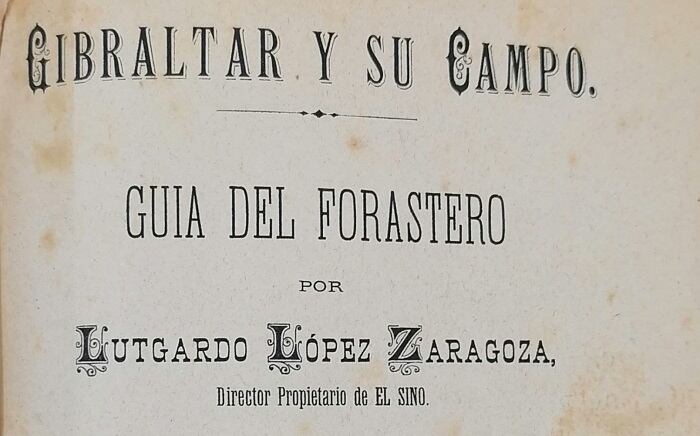 GIBRALTAR Y SU CAMPO.
GUIA DEL FORASTERO
POR
LUTGARDO LÓPEZ ZARAGOZA,
Director Propietario de EL SINO.